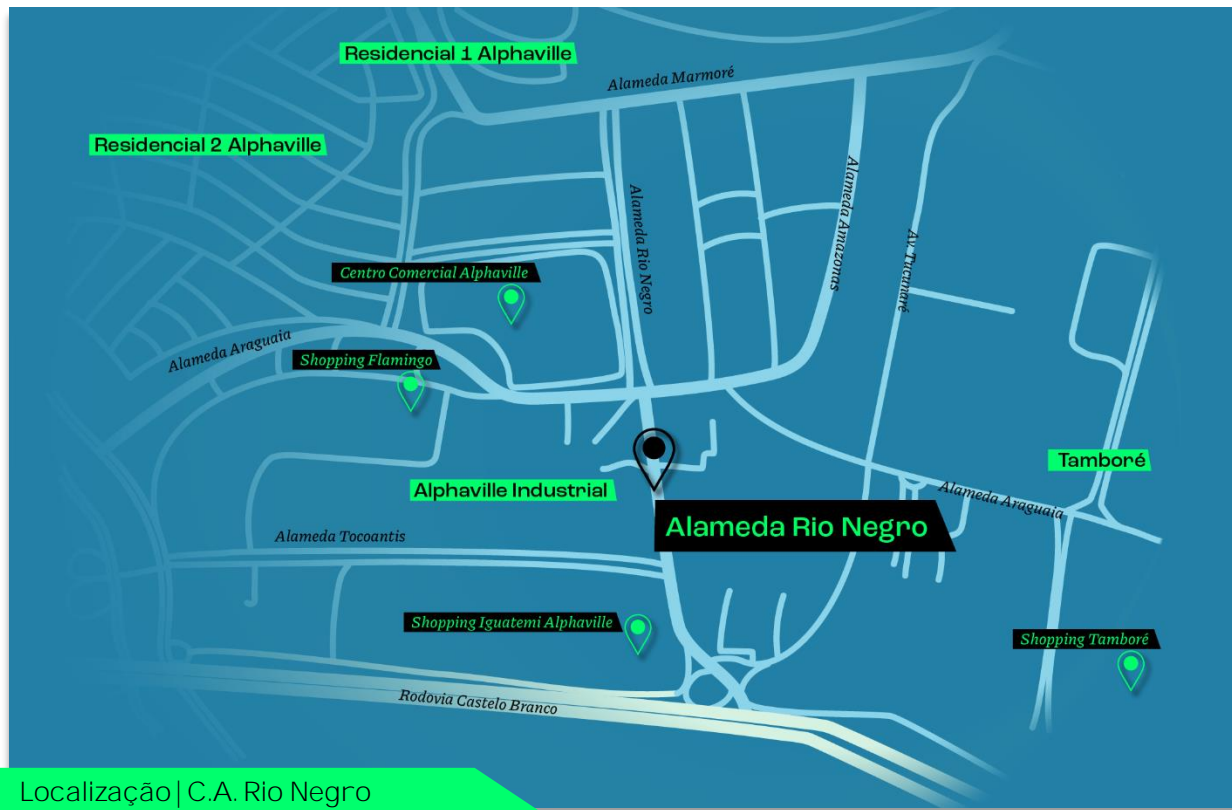 Residencial 1 Alphaville
Alameda Marmoré
Residencial 2 Alphaville
Alameda Amazonas
Alameda Rio Negro
Av. Tucunaré
Centro Comercial Alphaville
Alameda Araguaia
Shopping Flamingo
Tamboré
Alphaville Industrial
Alameda Araguaia
Alameda Rio Negro
Alameda Tocoantis
Shopping Iguatemi Alphaville
Shopping Tamboré
Rodovia Castelo Branco
Localização | C.A. Rio Negro